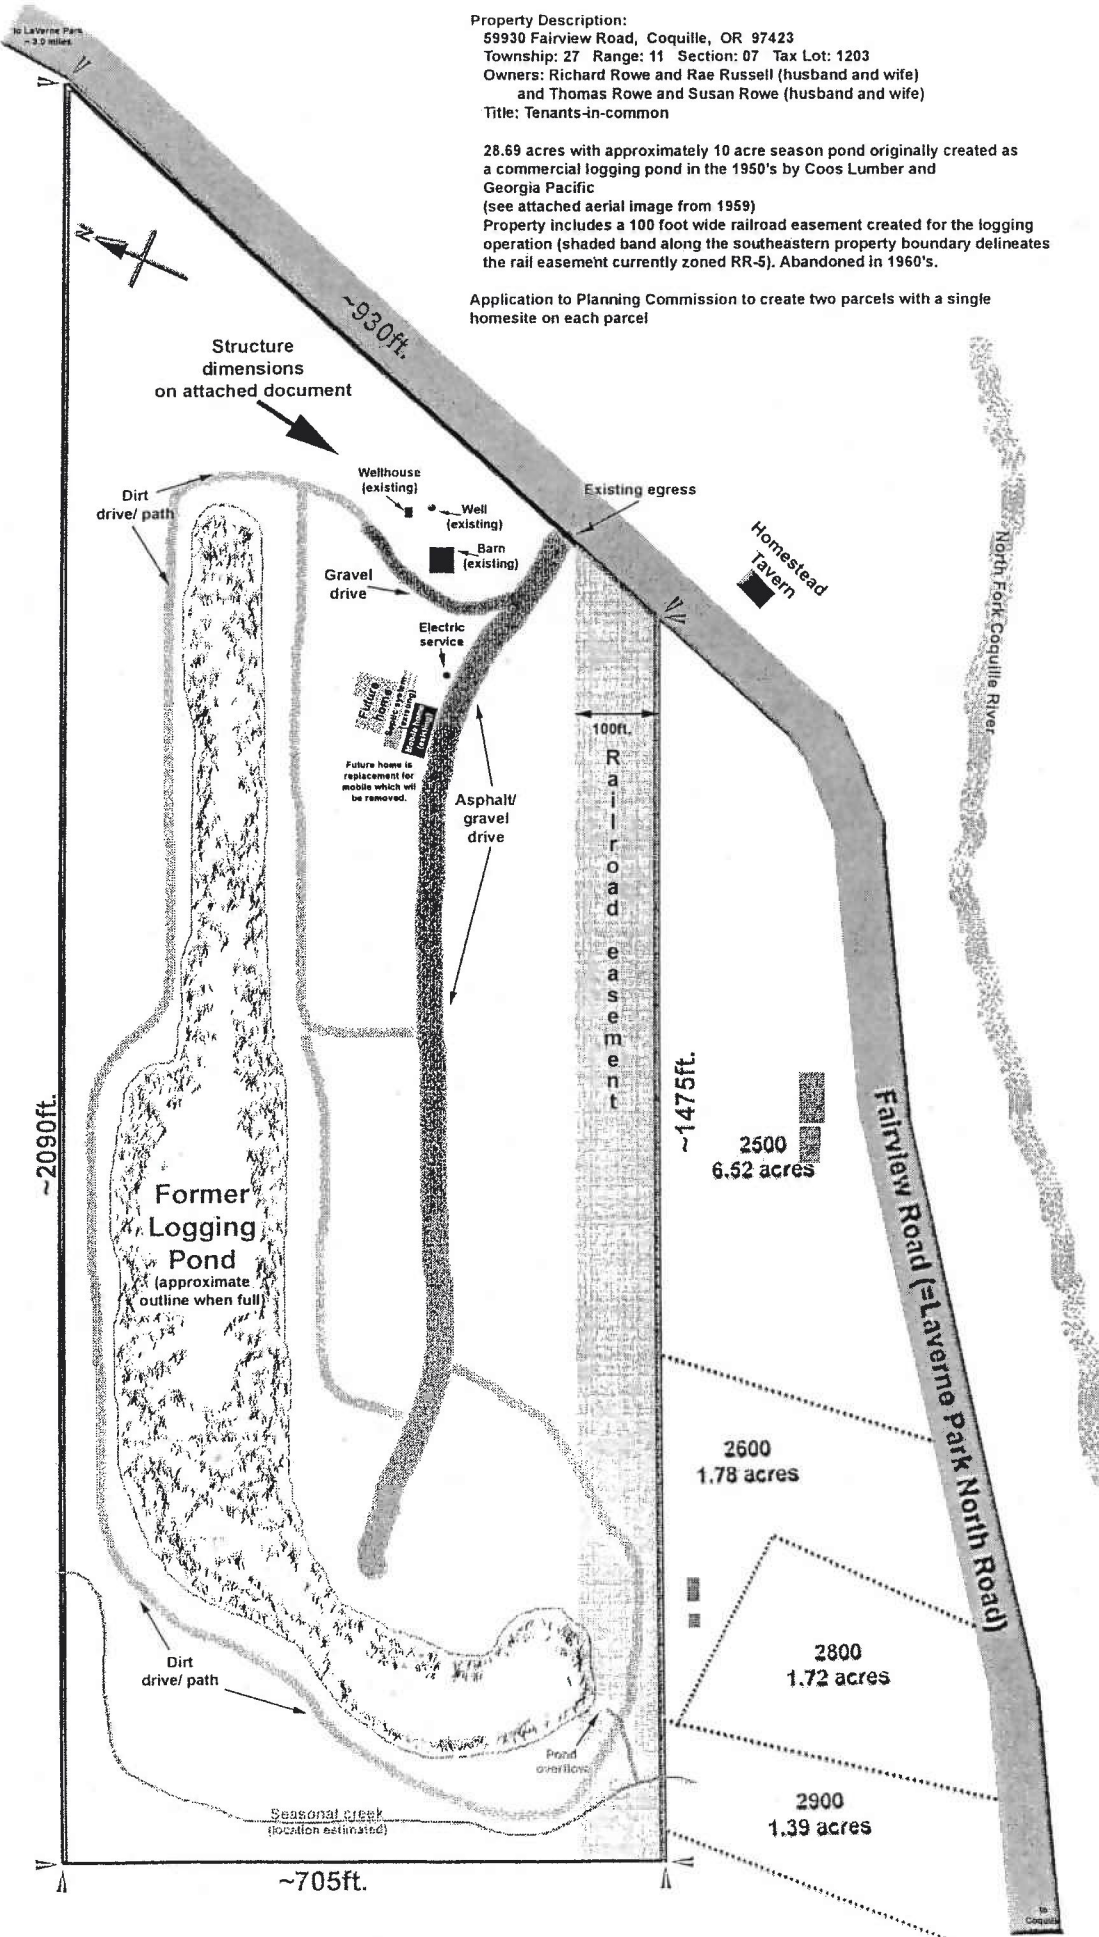 to LaVerne Park
~ 3.0 miles
Property Description:
59930 Fairview Road, Coquille, OR 97423
Township: 27 Range: 11 Section: 07 Tax Lot: 1203
Owners: Richard Rowe and Rae Russell (husband and wife)
and Thomas Rowe and Susan Rowe (husband and wife)
Title: Tenants-in-common
28.69 acres with approximately 10 acre season pond originally created as
a commercial logging pond in the 1950's by Coos Lumber and
Georgia Pacific
(see attached aerial image from 1959)
Property includes a 100 foot wide railroad easement created for the logging
operation (shaded band along the southeastern property boundary delineates
the rail easement currently zoned RR-5). Abandoned in 1960's.
Application to Planning Commission to create two parcels with a single
homesite on each parcel
N
~930ft.
Structure
dimensions
on attached document
Wellhouse
(existing)
Well
(existing)
Existing egress
Dirt
drive/ path
Barn
(existing)
Homestead
Tavern
North Fork Coquille River
Gravel
drive
Electric
service
Future
home
Septic system
(existing)
Future home is
replacement for
mobile which will
be removed.
100ft.
Railroad easement
Asphalt/
gravel
drive
~2090ft.
~1475ft.
2500
6.52 acres
Fairview Road (=Laverne Park North Road)
Former
Logging
Pond
(approximate
outline when full)
2600
1.78 acres
2800
1.72 acres
Dirt
drive/ path
Pond
overflow
2900
1.39 acres
Seasonal creek
(location estimated)
~705ft.
to